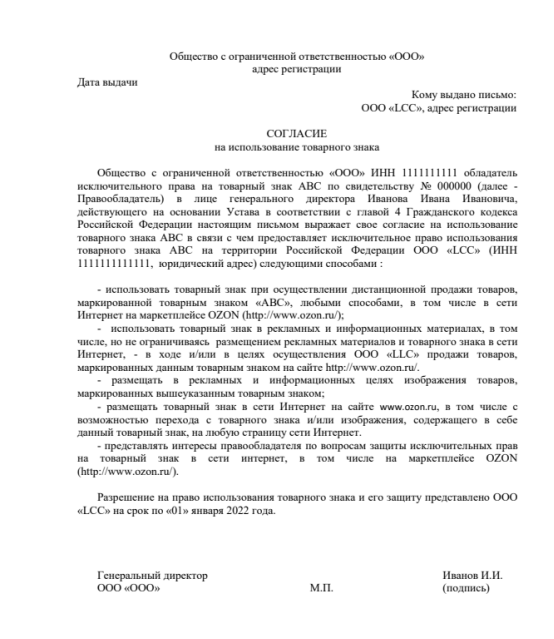 Общество с ограниченной ответственностью «ООО»
адрес регистрации
Дата выдачи
Кому выдано письмо:
ООО «LCC», адрес регистрации
СОГЛАСИЕ
на использование товарного знака
Общество с ограниченной ответственностью «ООО» ИНН 1111111111 обладатель
исключительного права на товарный знак АВС по свидетельству № 000000 (далее -
Правообладатель) в лице генерального директора Иванова Ивана Ивановича,
действующего на основании Устава в соответствии с главой 4 Гражданского кодекса
Российской Федерации настоящим письмом выражает свое согласие на использование
товарного знака АВС в связи с чем предоставляет исключительное право использования
товарного знака АВС на территории Российской Федерации ООО «LCC» (ИНН
1111111111111, юридический адрес) следующими способами :
- использовать товарный знак при осуществлении дистанционной продажи товаров,
маркированной товарным знаком «АВС», любыми способами, в том числе в сети
Интернет на маркетплейсе OZON (http://www.ozon.ru/);
- использовать товарный знак в рекламных и информационных материалах, в том
числе, но не ограничиваясь размещением рекламных материалов и товарного знака в сети
Интернет, - в ходе и/или в целях осуществления ООО «LLC» продажи товаров,
маркированных данным товарным знаком на сайте http://www.ozon.ru/.
- размещать в рекламных и информационных целях изображения товаров,
маркированных вышеуказанным товарным знаком;
- размещать товарный знак в сети Интернет на сайте www.ozon.ru, в том числе с
возможностью перехода с товарного знака и/или изображения, содержащего в себе
данный товарный знак, на любую страницу сети Интернет.
- представлять интересы правообладателя по вопросам защиты исключительных прав
на товарный знак в сети интернет, в том числе на маркетплейсе OZON
(http://www.ozon.ru/).
Разрешение на право использования товарного знака и его защиту представлено ООО
«LCC» на срок по «01» января 2022 года.
Генеральный директор
ООО «ООО»
М.П.
Иванов И.И.
(подпись)